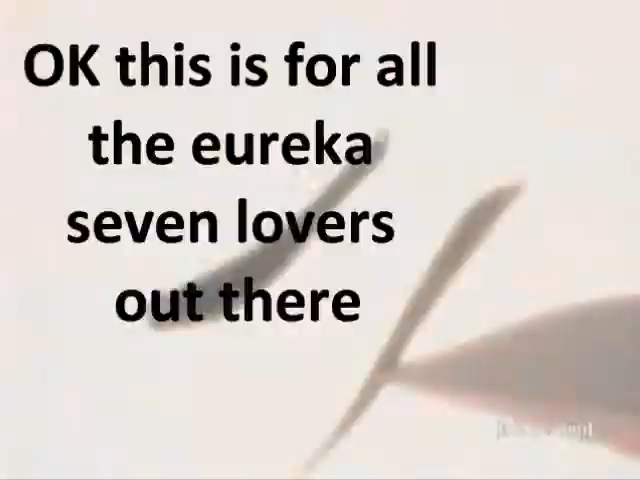 OK this is for all
the eureka
seven lovers
out there